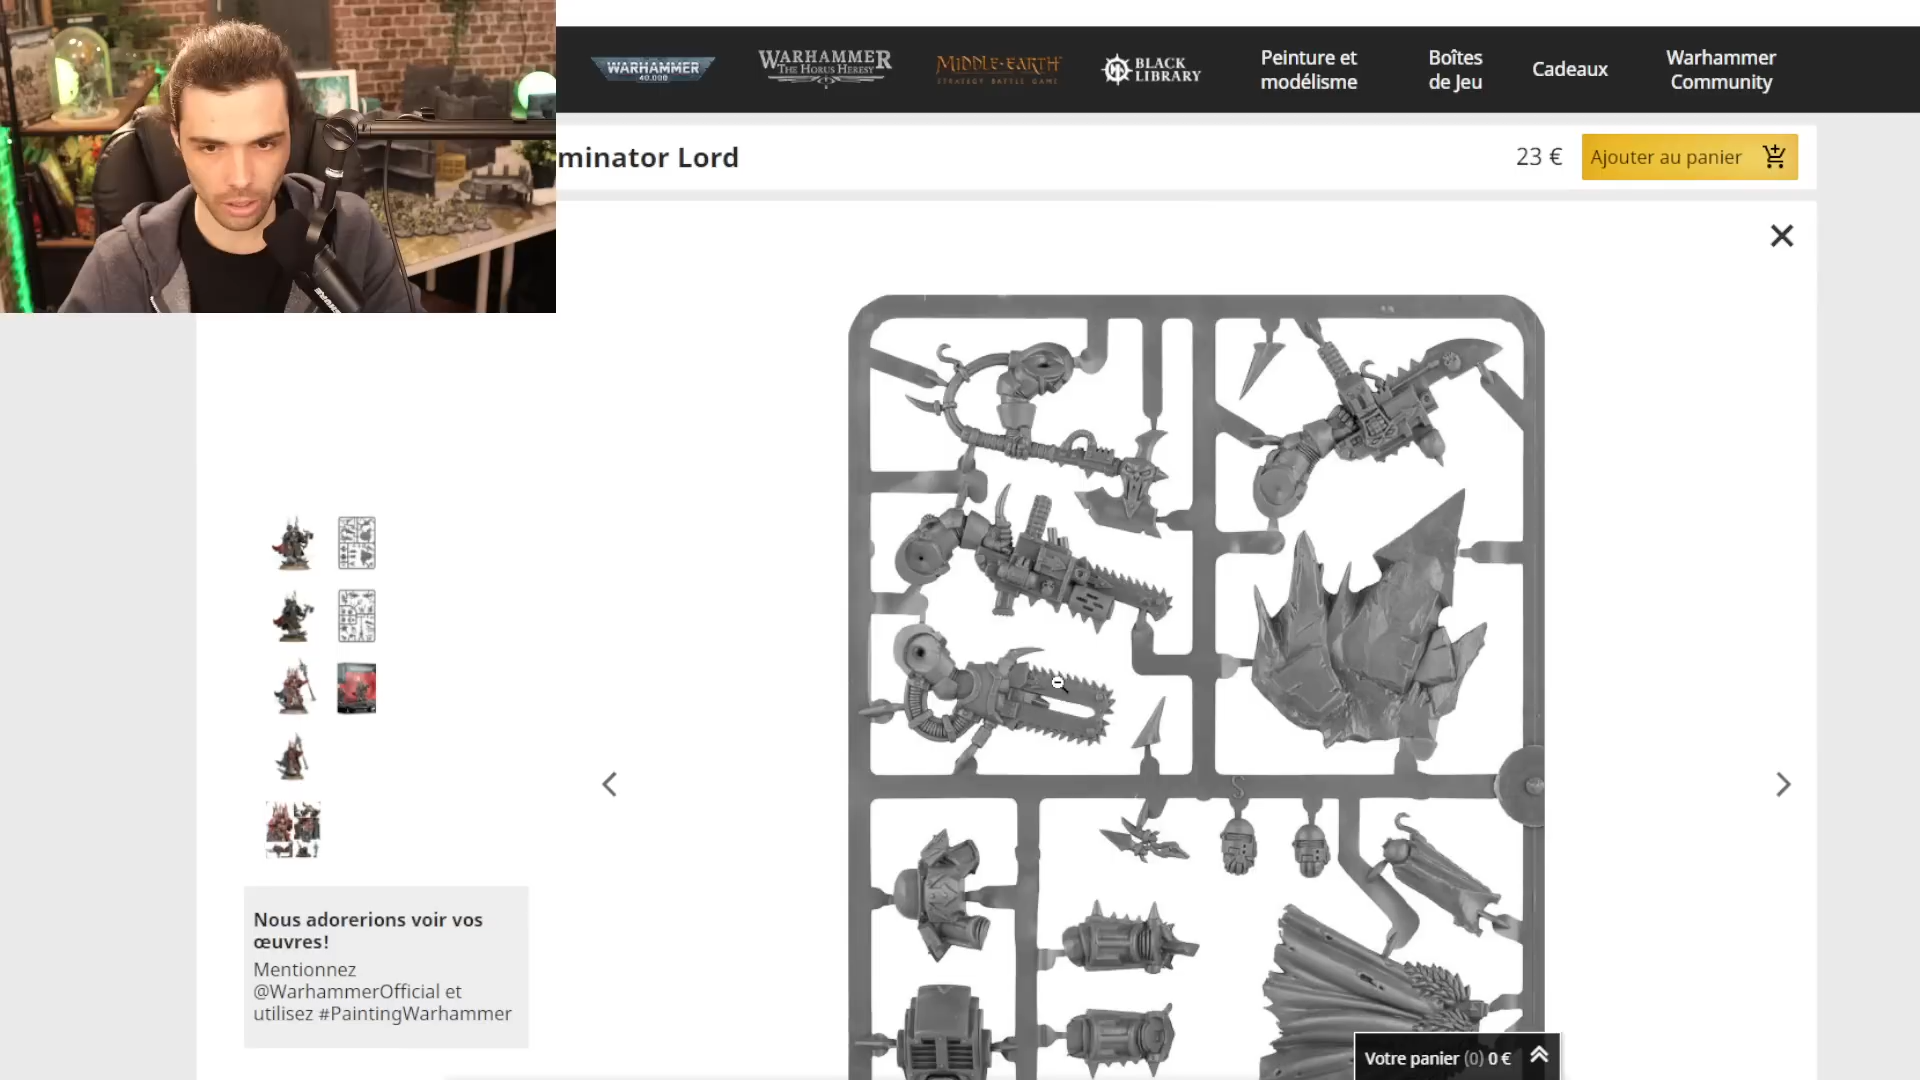 WARHAMMER
40,000
WARHAMMER
THE HORUS HERESY
MIDDLE-EARTH
STRATEGY BATTLE GAME
BLACK
LIBRARY
Peinture et
modélisme
Boîtes
de Jeu
Cadeaux
Warhammer
Community
minator Lord
23 €
Ajouter au panier
Nous adorerions voir vos
œuvres!
Mentionnez
@WarhammerOfficial et
utilisez #PaintingWarhammer
Votre panier (0) 0 €